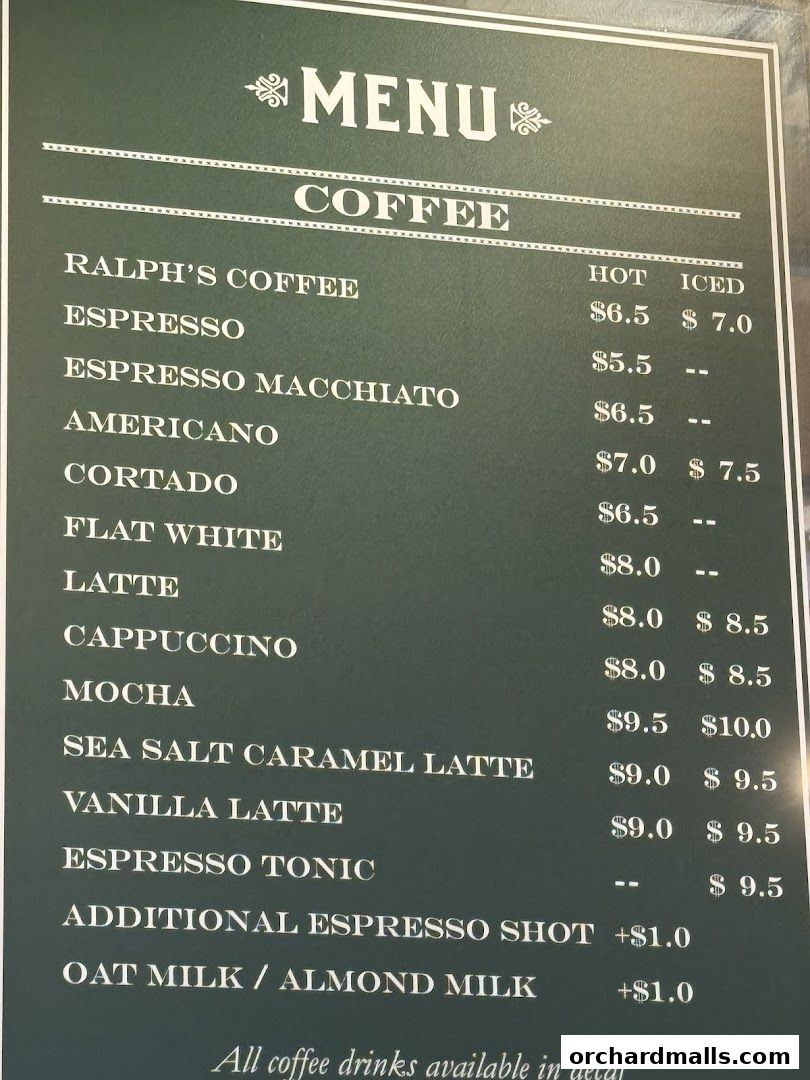 MENU
COFFEE
HOT ICED
RALPH'S COFFEE $6.5 $ 7.0
ESPRESSO $5.5 --
ESPRESSO MACCHIATO $6.5 --
AMERICANO $7.0 $ 7.5
CORTADO $6.5 --
FLAT WHITE $8.0 --
LATTE $8.0 $ 8.5
CAPPUCCINO $8.0 $ 8.5
MOCHA $9.5 $10.0
SEA SALT CARAMEL LATTE $9.0 $ 9.5
VANILLA LATTE $9.0 $ 9.5
ESPRESSO TONIC -- $ 9.5
ADDITIONAL ESPRESSO SHOT +$1.0
OAT MILK / ALMOND MILK +$1.0
All coffee drinks available in decaf
orchardmalls.com